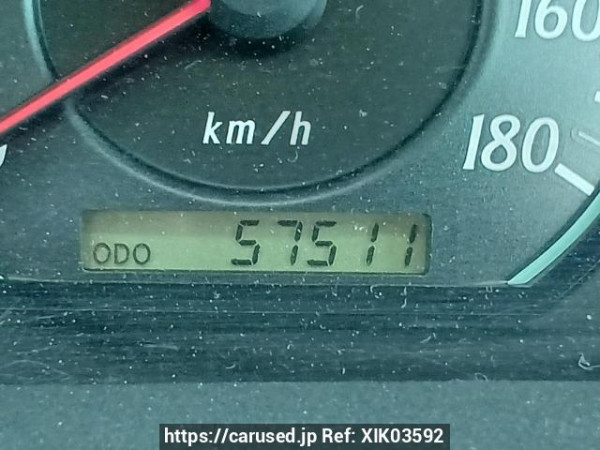 160
km/h
180
ODO 57511
https://carused.jp Ref: XIK03592